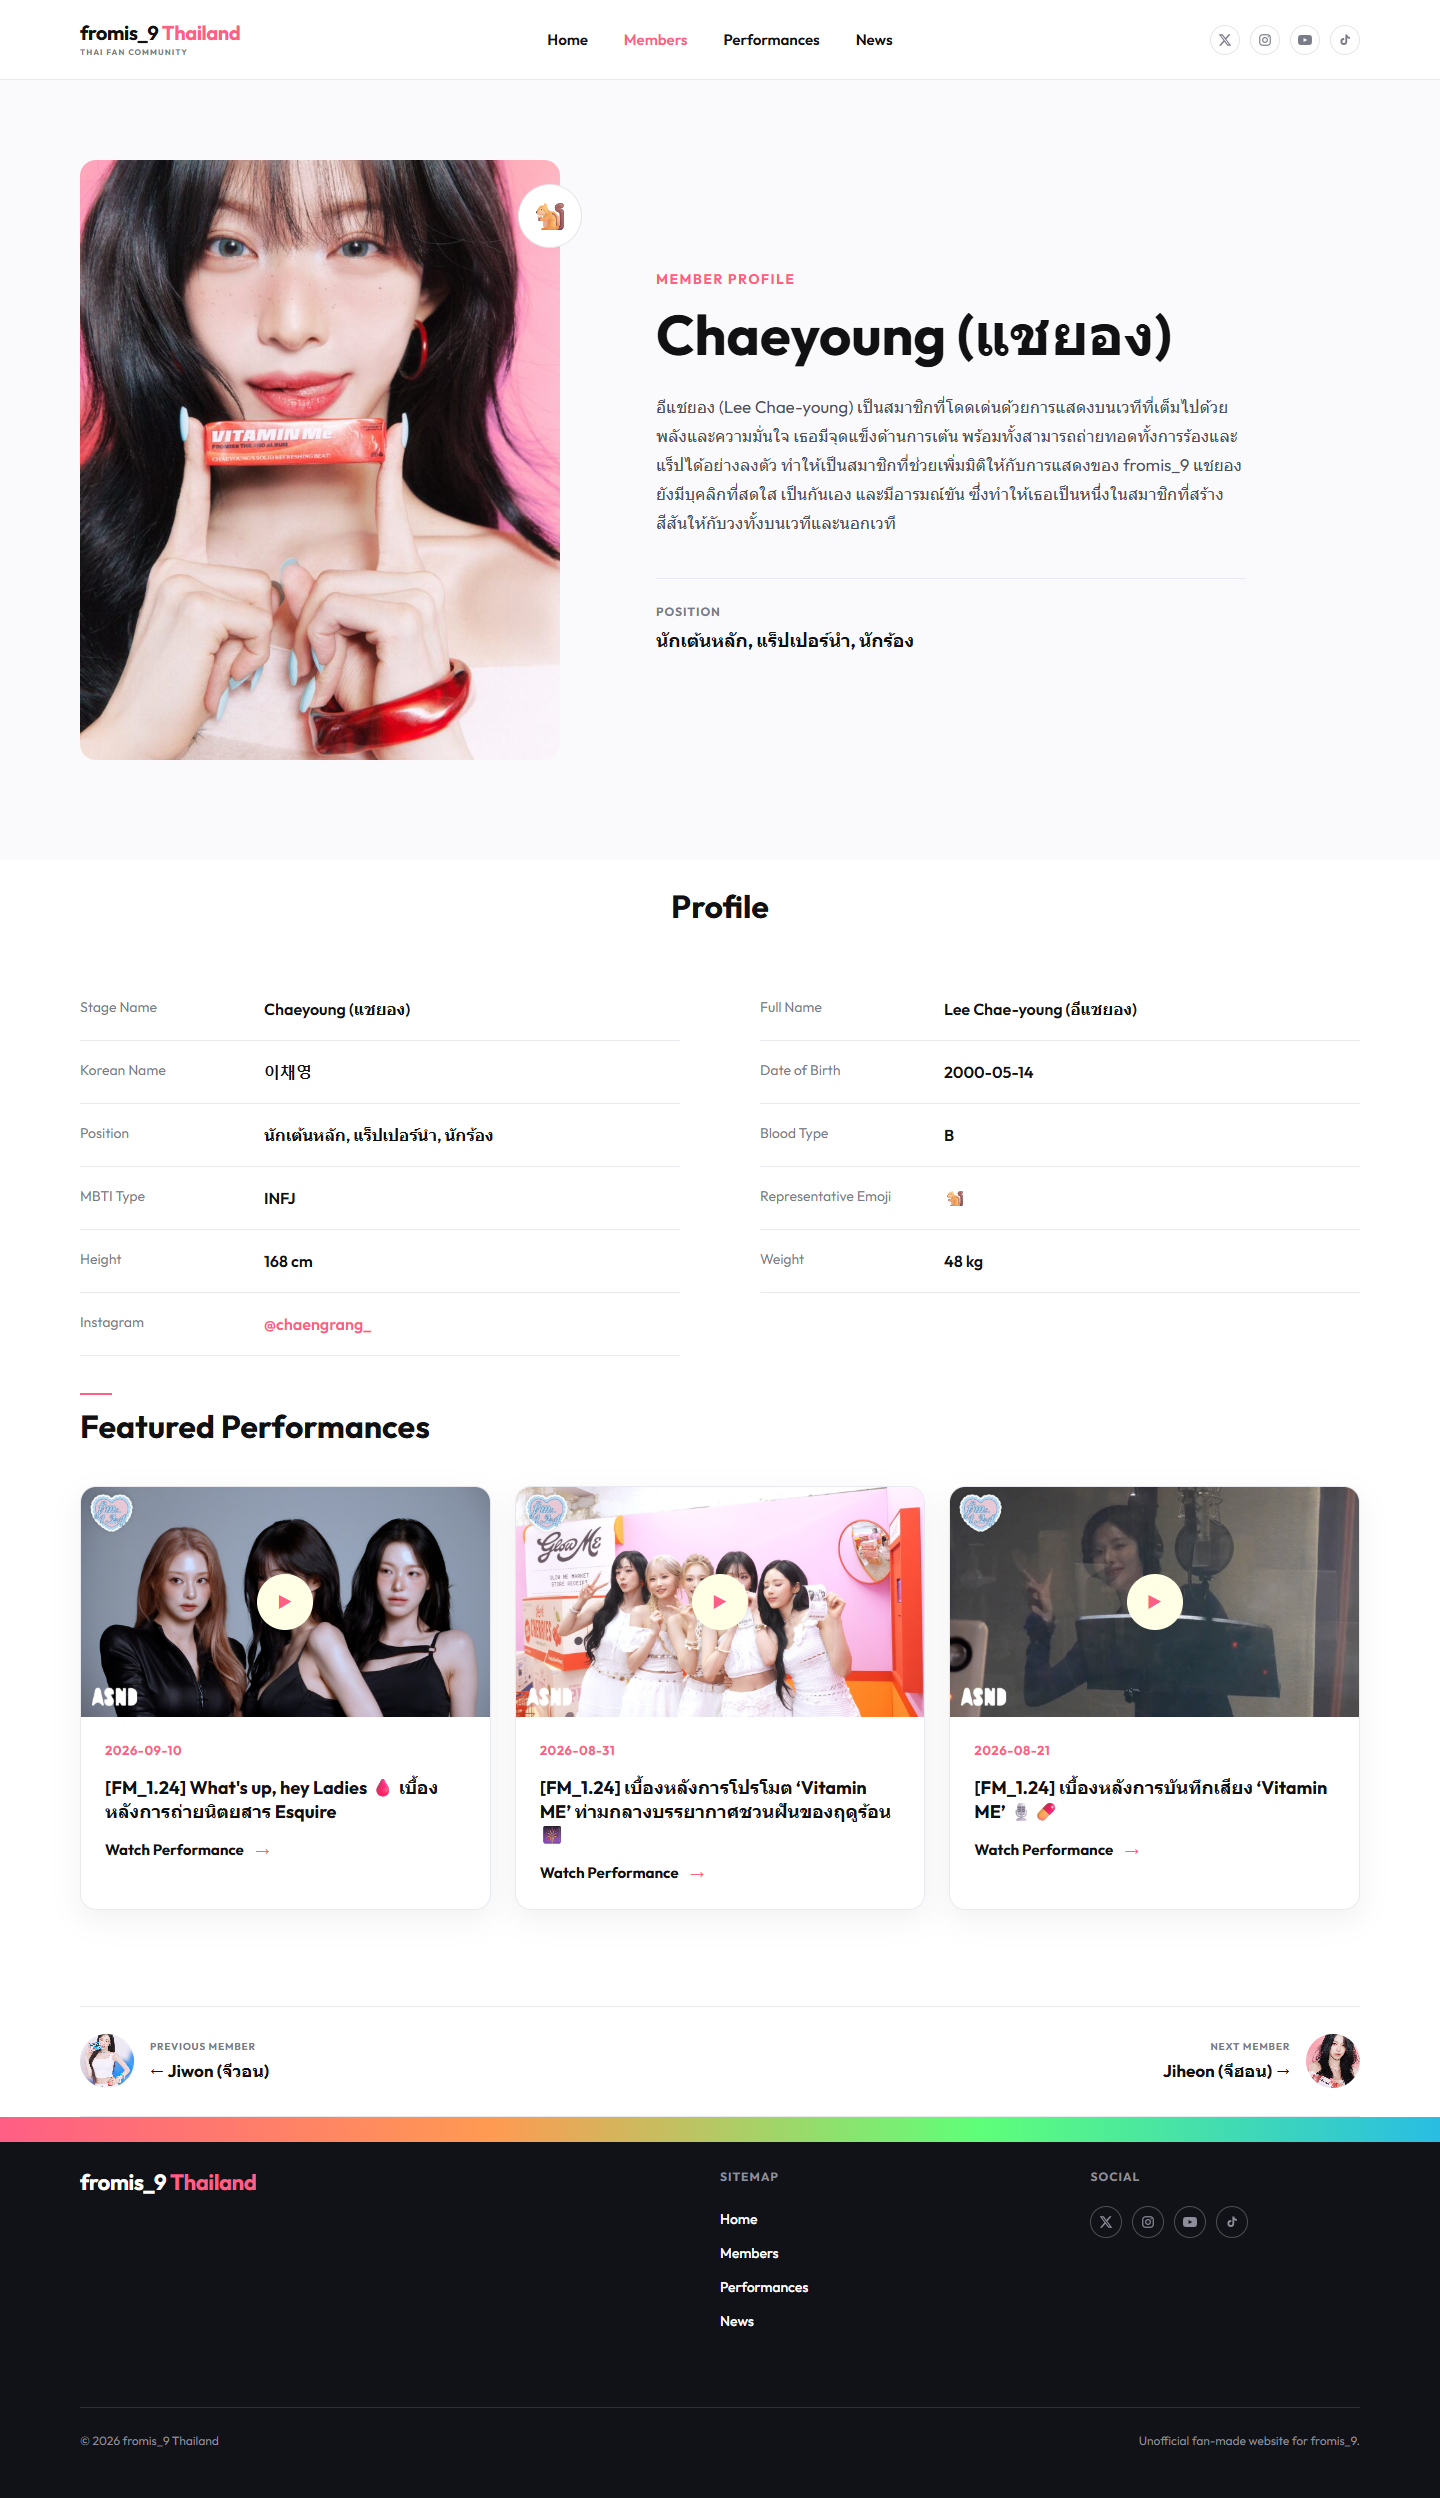 fromis_9 Thailand
THAI FAN COMMUNITY
Home
Members
Performances
News
VITAMIN Me
CHAEYOUNG'S SOLID REFRESHING BEAT!
🐿️
MEMBER PROFILE
Chaeyoung (แชยอง)
อีแชยอง (Lee Chae-young) เป็นสมาชิกที่โดดเด่นด้วยการแสดงบนเวทีที่เต็มไปด้วย
พลังและความมั่นใจ เธอมีจุดแข็งด้านการเต้น พร้อมทั้งสามารถถ่ายทอดทั้งการร้องและ
แร็ปได้อย่างลงตัว ทำให้เป็นสมาชิกที่ช่วยเพิ่มมิติให้กับการแสดงของ fromis_9 แชยอง
ยังมีบุคลิกที่สดใส เป็นกันเอง และมีอารมณ์ขัน ซึ่งทำให้เธอเป็นหนึ่งในสมาชิกที่สร้าง
สีสันให้กับวงทั้งบนเวทีและนอกเวที
POSITION
นักเต้นหลัก, แร็ปเปอร์นำ, นักร้อง
Profile
Stage Name
Chaeyoung (แชยอง)
Full Name
Lee Chae-young (อีแชยอง)
Korean Name
이채영
Date of Birth
2000-05-14
Position
นักเต้นหลัก, แร็ปเปอร์นำ, นักร้อง
Blood Type
B
MBTI Type
INFJ
Representative Emoji
🐿️
Height
168 cm
Weight
48 kg
Instagram
@chaengrang_
Featured Performances
ASND
2026-09-10
[FM_1.24] What's up, hey Ladies 🩸 เบื้อง
หลังการถ่ายนิตยสาร Esquire
Watch Performance →
Glow ME
GLOW ME MARKET
STORE RECEIPT
CHERRIES
ASND
2026-08-31
[FM_1.24] เบื้องหลังการโปรโมต ‘Vitamin
ME’ ท่ามกลางบรรยากาศชวนฝันของฤดูร้อน
🎆
Watch Performance →
ASND
2026-08-21
[FM_1.24] เบื้องหลังการบันทึกเสียง ‘Vitamin
ME’ 🎙️ 💊
Watch Performance →
PREVIOUS MEMBER
← Jiwon (จีวอน)
NEXT MEMBER
Jiheon (จีฮอน) →
fromis_9 Thailand
SITEMAP
Home
Members
Performances
News
SOCIAL
© 2026 fromis_9 Thailand
Unofficial fan-made website for fromis_9.